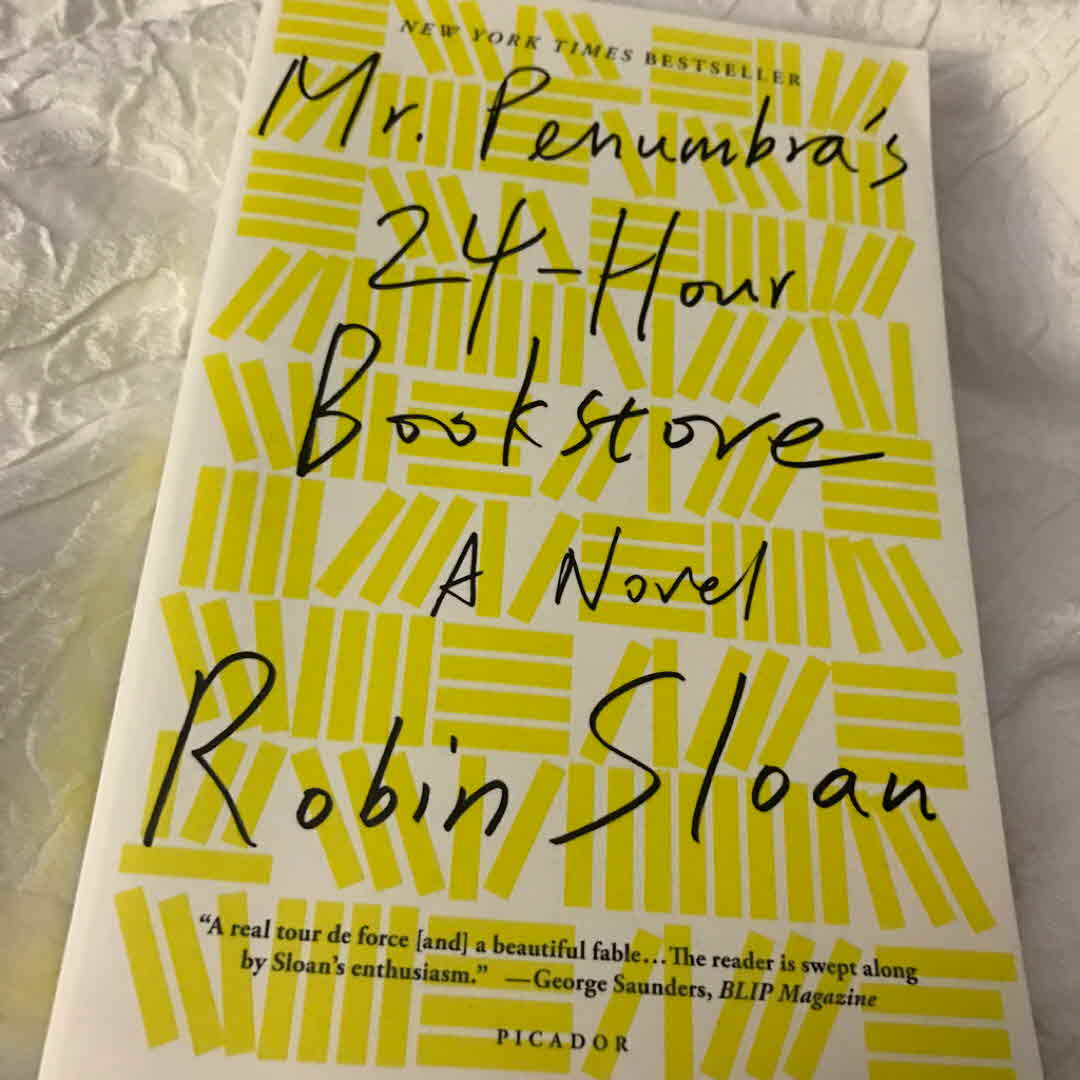 NEW YORK TIMES BESTSELLER
Mr. Penumbra's
24-Hour
Bookstore
A Novel
Robin Sloan
“A real tour de force [and] a beautiful fable... The reader is swept along
by Sloan’s enthusiasm.” —George Saunders, BLIP Magazine
PICADOR